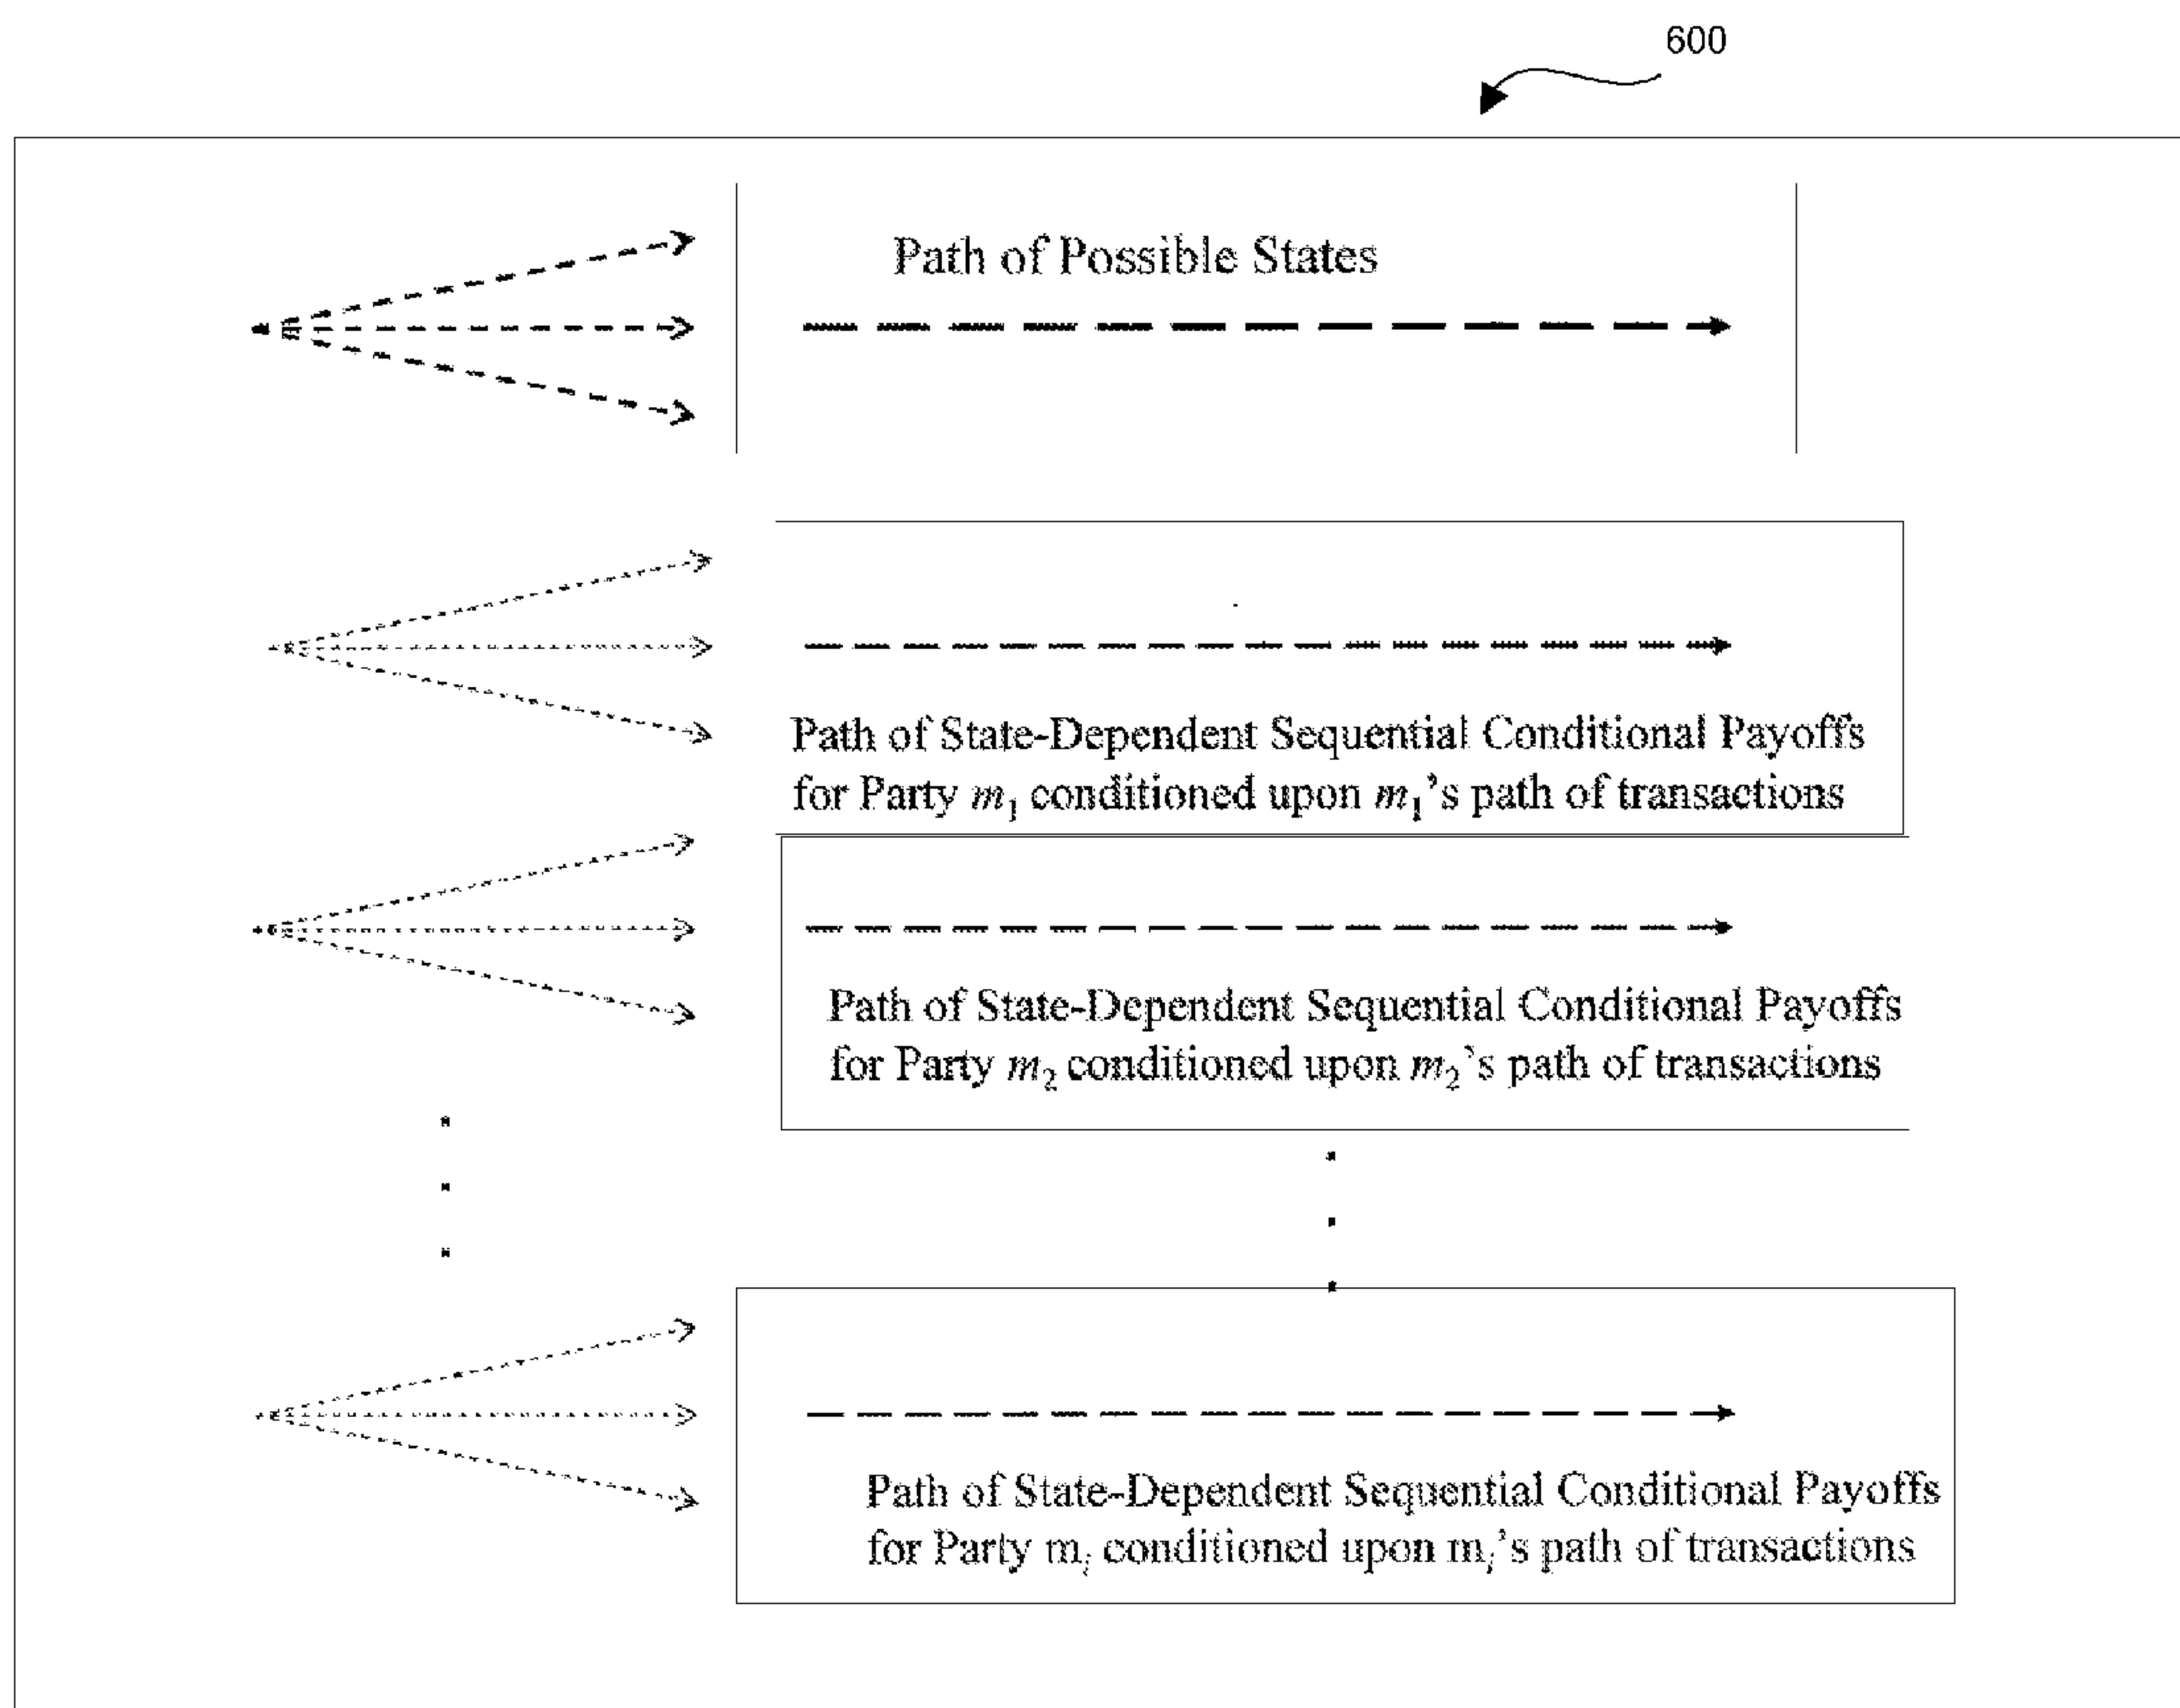 600
Path of Possible States
Path of State-Dependent Sequential Conditional Payoffs
for Party m₁ conditioned upon m₁’s path of transactions
Path of State-Dependent Sequential Conditional Payoffs
for Party m₂ conditioned upon m₂’s path of transactions
Path of State-Dependent Sequential Conditional Payoffs
for Party mᵢ conditioned upon mᵢ’s path of transactions